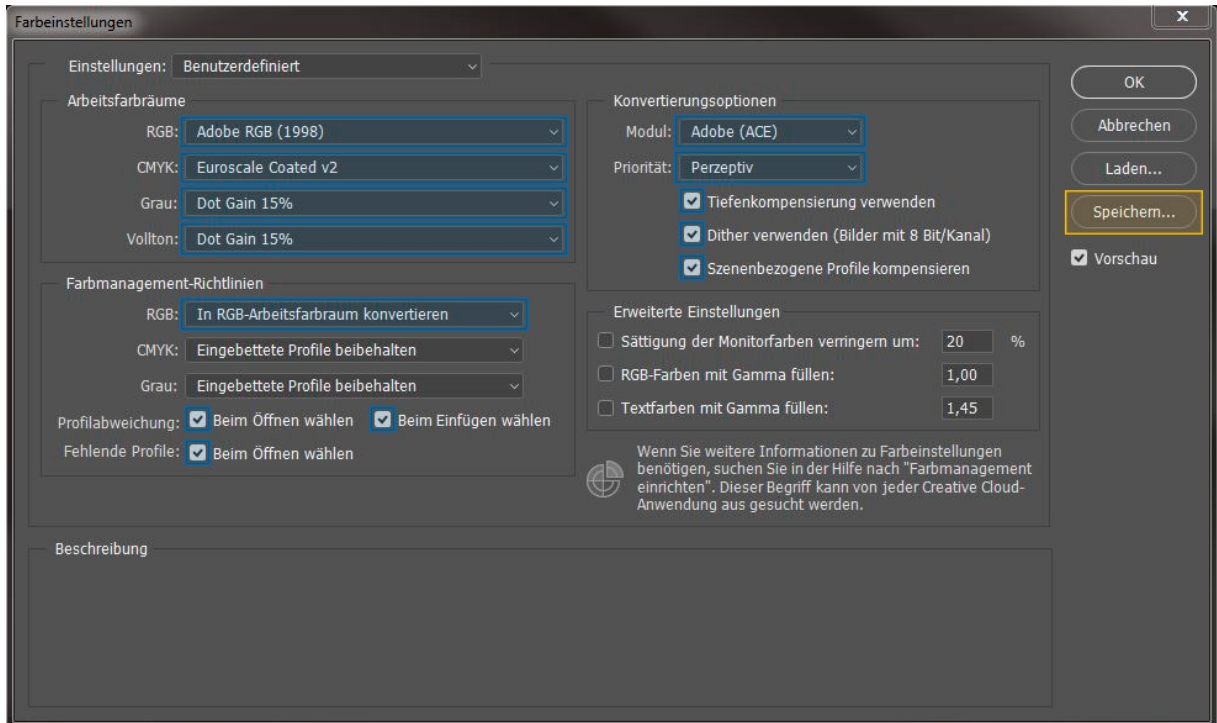 Farbeinstellungen
x
Einstellungen: Benutzerdefiniert
Arbeitsfarbräume
RGB: Adobe RGB (1998)
CMYK: Euroscale Coated v2
Grau: Dot Gain 15%
Vollton: Dot Gain 15%
Farbmanagement-Richtlinien
RGB: In RGB-Arbeitsfarbraum konvertieren
CMYK: Eingebettete Profile beibehalten
Grau: Eingebettete Profile beibehalten
Profilabweichung: Beim Öffnen wählen Beim Einfügen wählen
Fehlende Profile: Beim Öffnen wählen
Konvertierungsoptionen
Modul: Adobe (ACE)
Priorität: Perzeptiv
Tiefenkompensierung verwenden
Dither verwenden (Bilder mit 8 Bit/Kanal)
Szenenbezogene Profile kompensieren
Erweiterte Einstellungen
Sättigung der Monitorfarben verringern um: 20 %
RGB-Farben mit Gamma füllen: 1,00
Textfarben mit Gamma füllen: 1,45
Wenn Sie weitere Informationen zu Farbeinstellungen
benötigen, suchen Sie in der Hilfe nach "Farbmanagement
einrichten". Dieser Begriff kann von jeder Creative Cloud-
Anwendung aus gesucht werden.
OK
Abbrechen
Laden...
Speichern...
Vorschau
Beschreibung